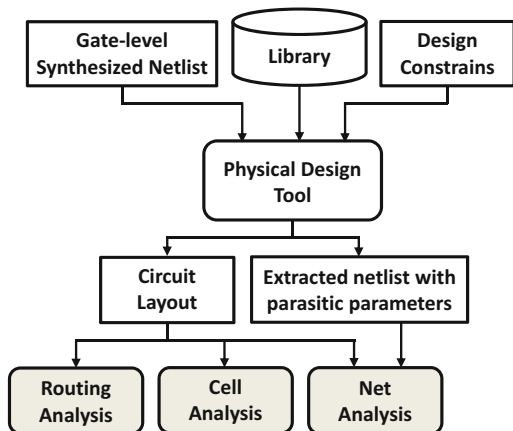 Gate-level
Synthesized Netlist
Library
Design
Constrains
Physical Design
Tool
Circuit
Layout
Extracted netlist with
parasitic parameters
Routing
Analysis
Cell
Analysis
Net
Analysis